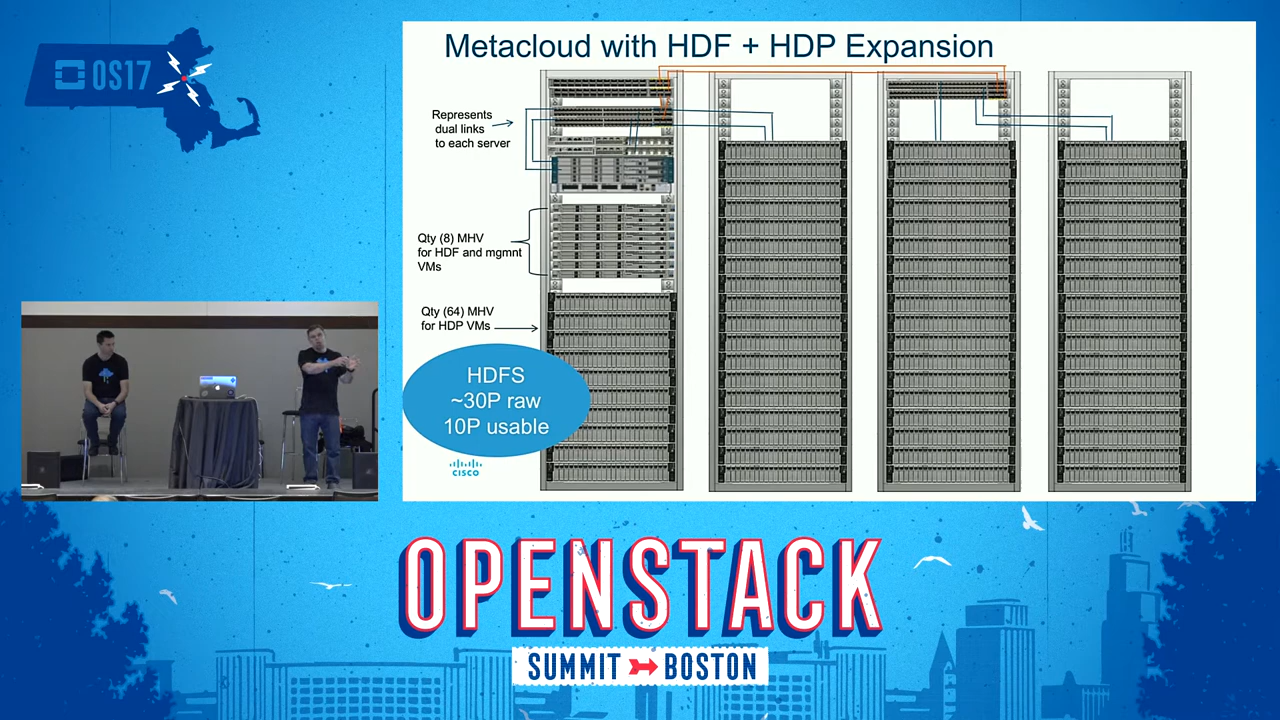 OS17
Metacloud with HDF + HDP Expansion
Represents
dual links
to each server
Qty (8) MHV
for HDF and mgmnt
VMs
Qty (64) MHV
for HDP VMs
HDFS
~30P raw
10P usable
CISCO
OPENSTACK
SUMMIT BOSTON